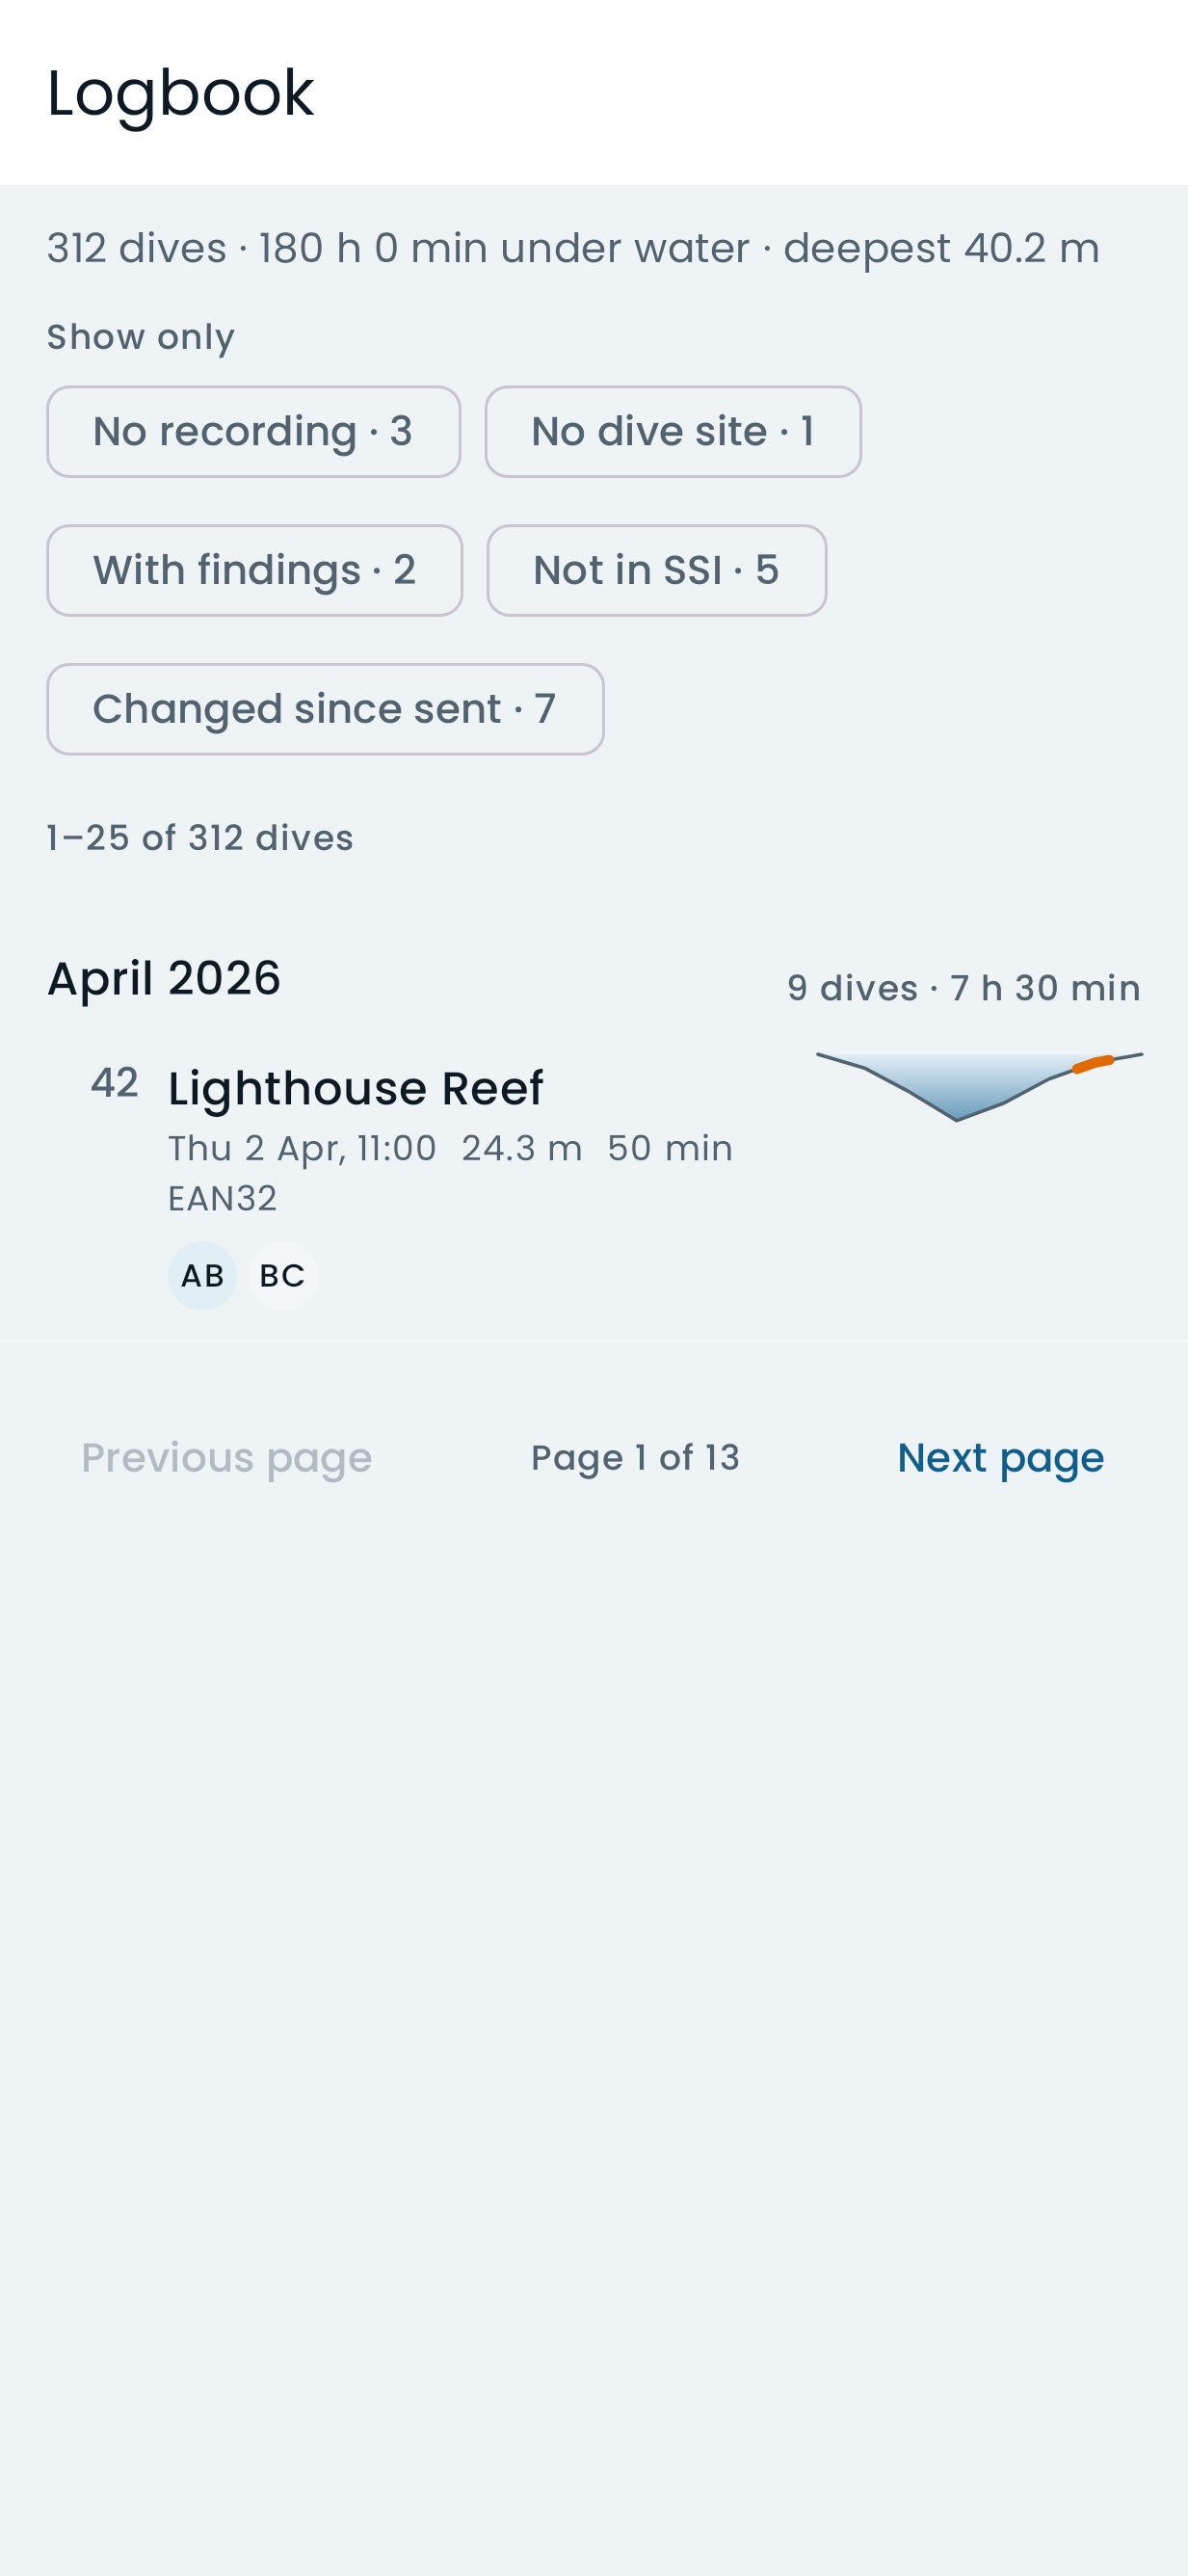 Logbook
312 dives · 180 h 0 min under water · deepest 40.2 m
Show only
No recording · 3
No dive site · 1
With findings · 2
Not in SSI · 5
Changed since sent · 7
1–25 of 312 dives
April 2026
9 dives · 7 h 30 min
42
Lighthouse Reef
Thu 2 Apr, 11:00 24.3 m 50 min
EAN32
AB BC
Previous page
Page 1 of 13
Next page